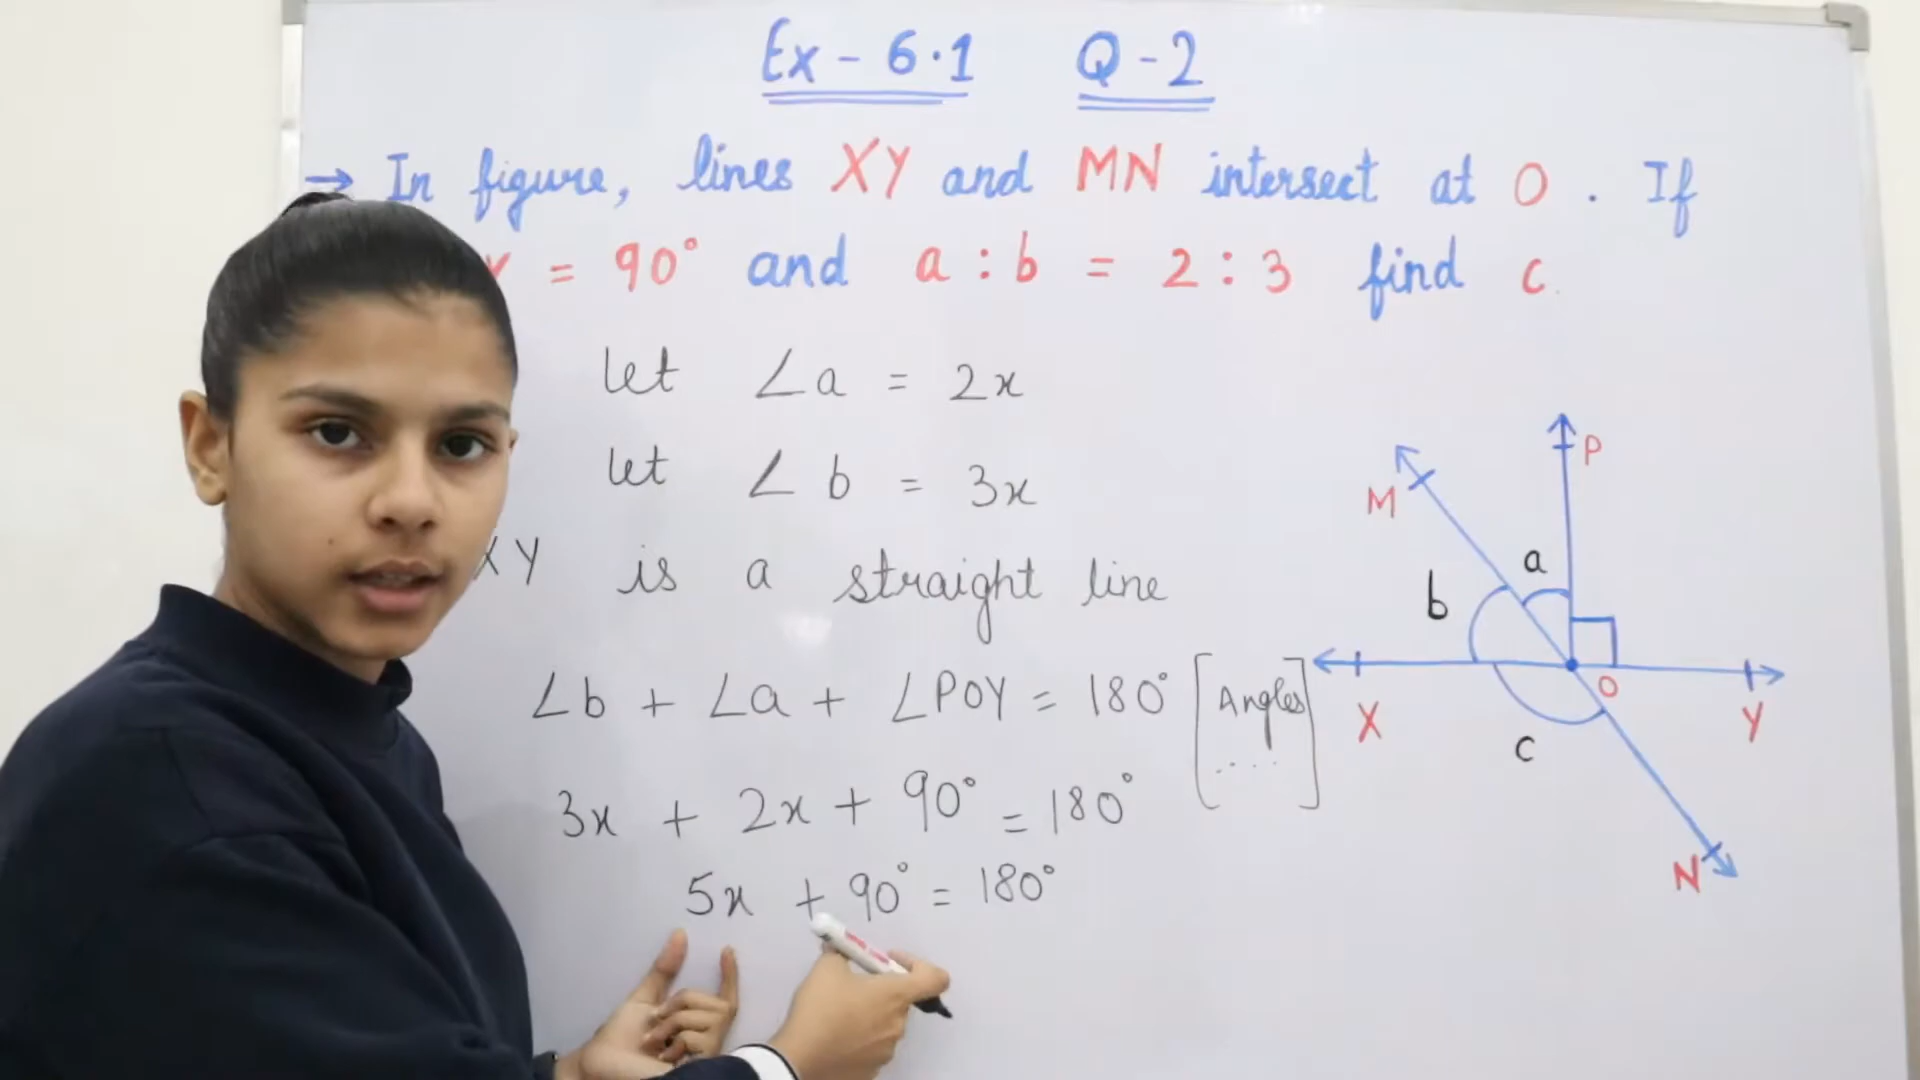 Ex - 6.1 Q - 2
→ In figure, lines XY and MN intersect at O . If
Y = 90° and a : b = 2 : 3 find c.
let ∠a = 2x
let ∠b = 3x
XY is a straight line
∠b + ∠a + ∠POY = 180° [Angles ....]
3x + 2x + 90° = 180°
5x + 90° = 180°
P
M
a
b
O
X
Y
c
N